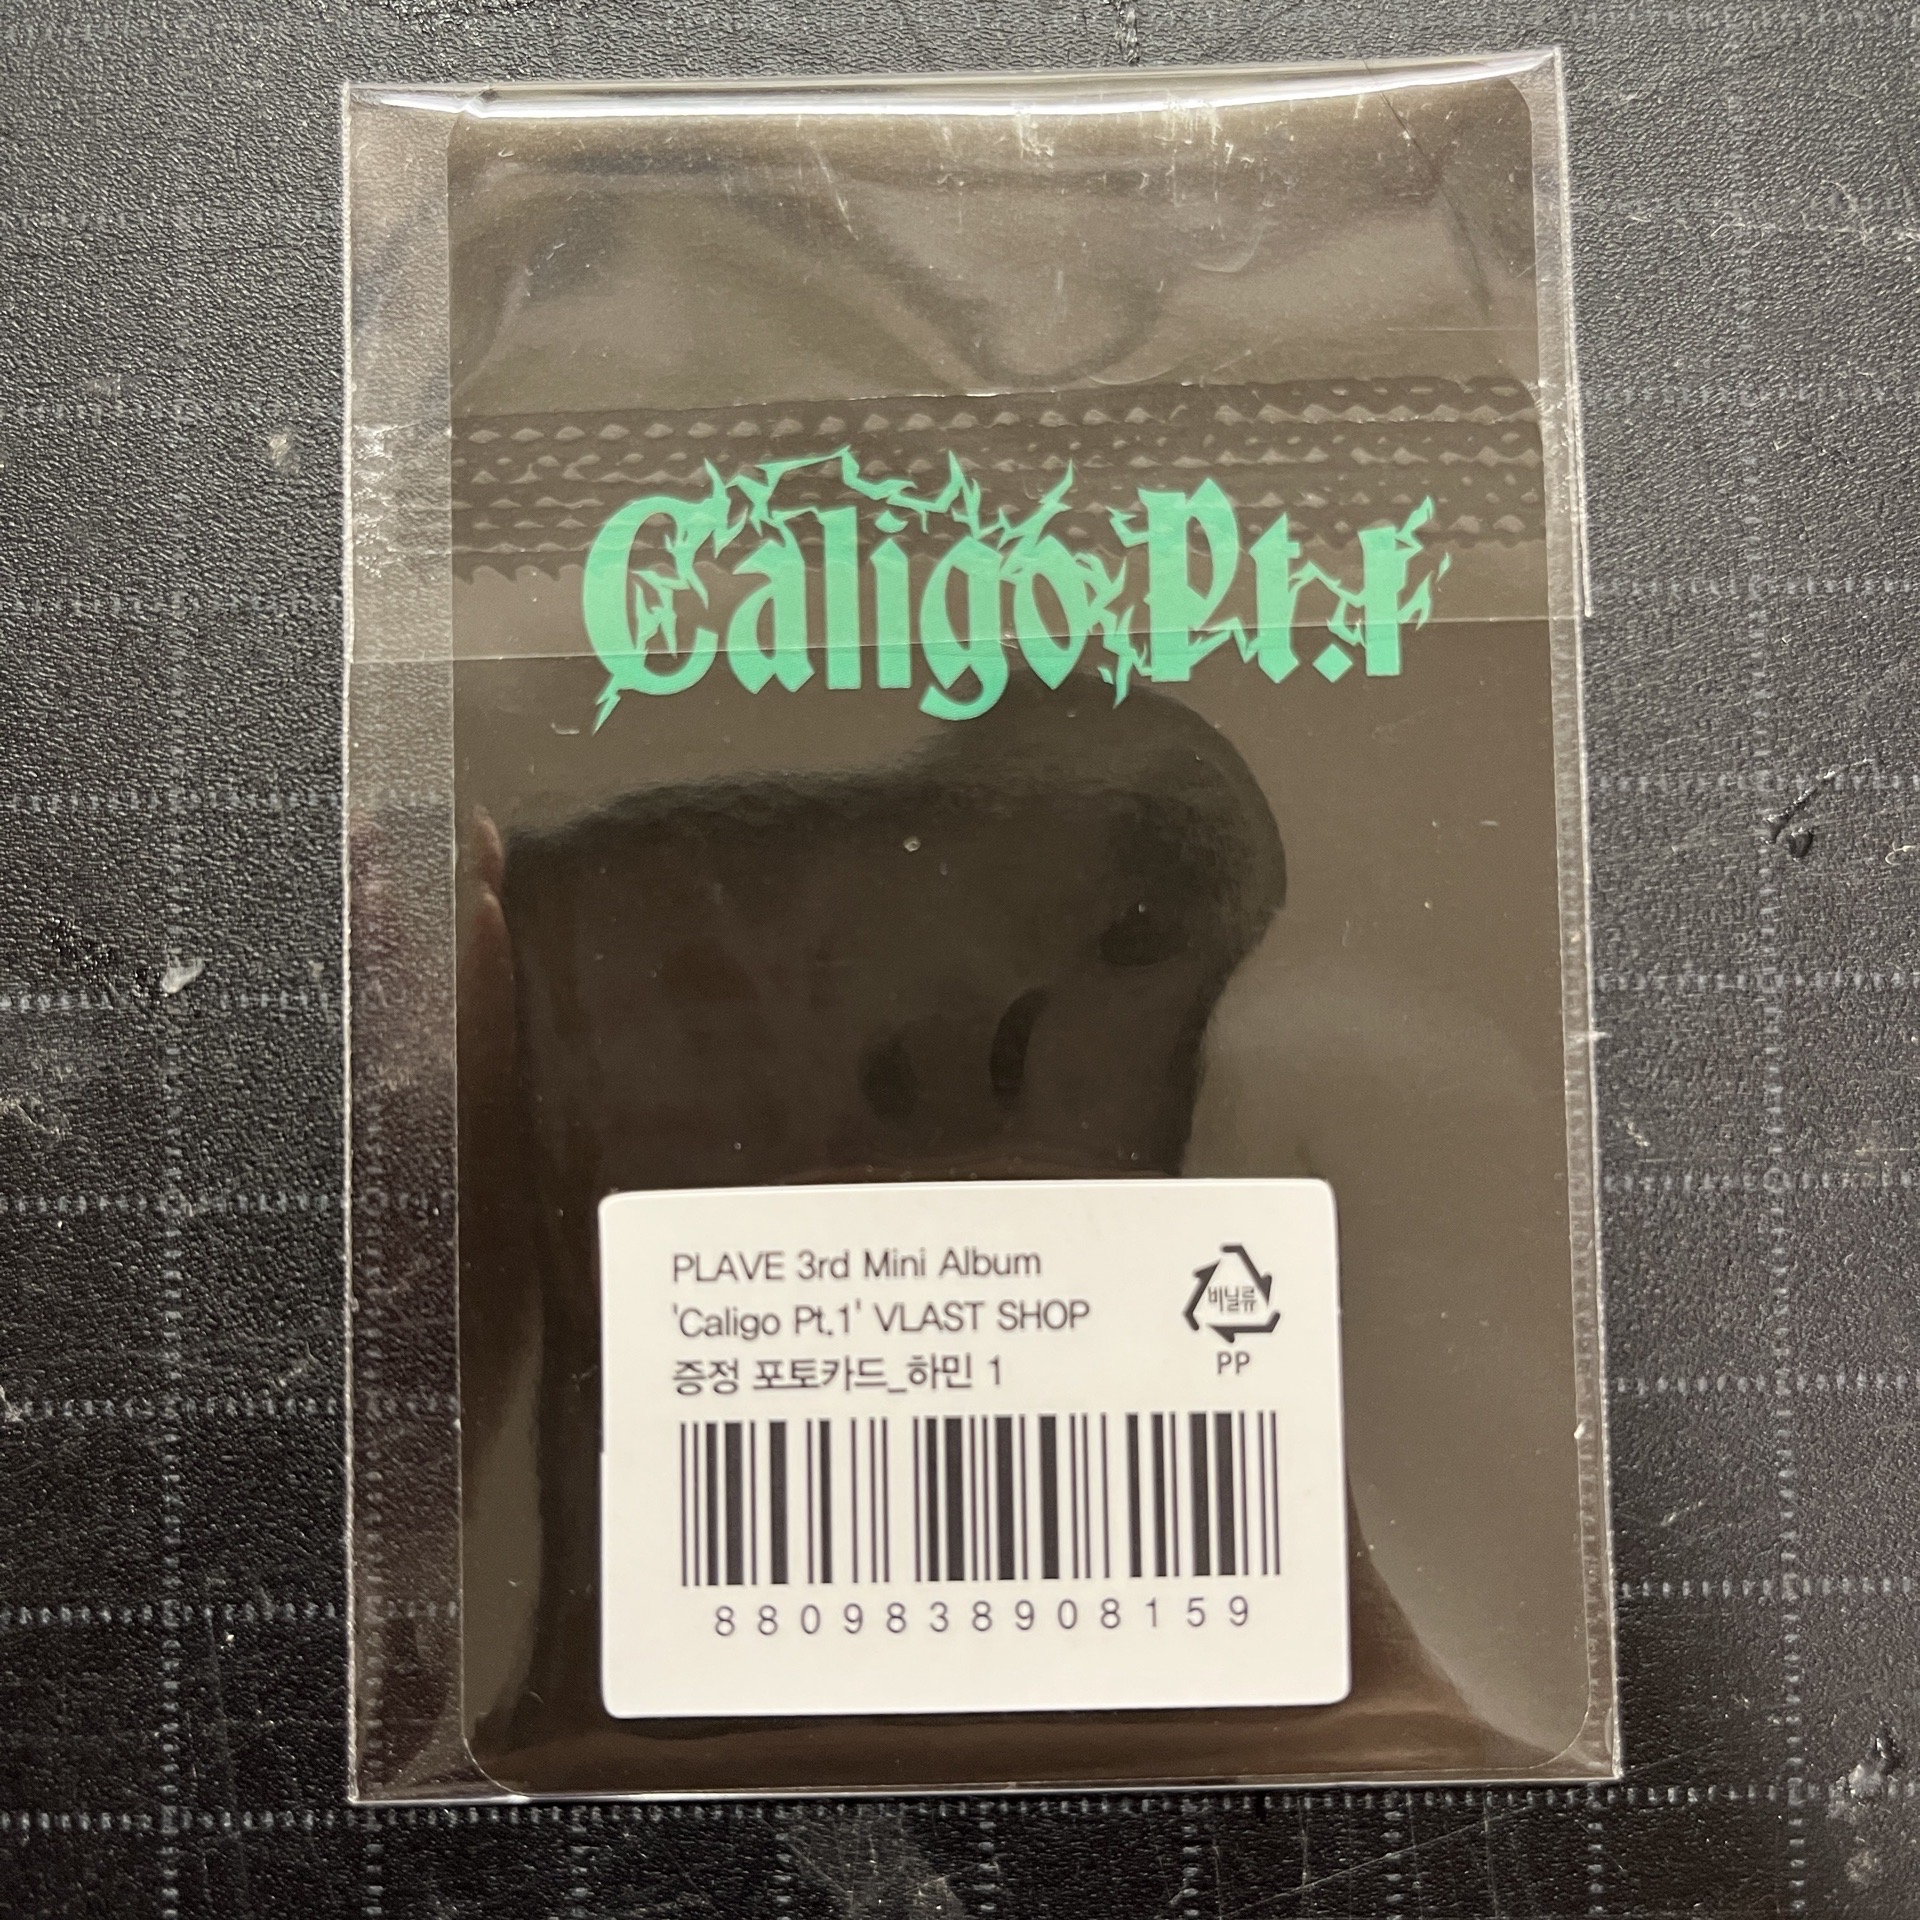 Caligo Pt.1
PLAVE 3rd Mini Album
'Caligo Pt.1' VLAST SHOP
증정 포토카드_하민 1
비닐류
PP
8809838908159